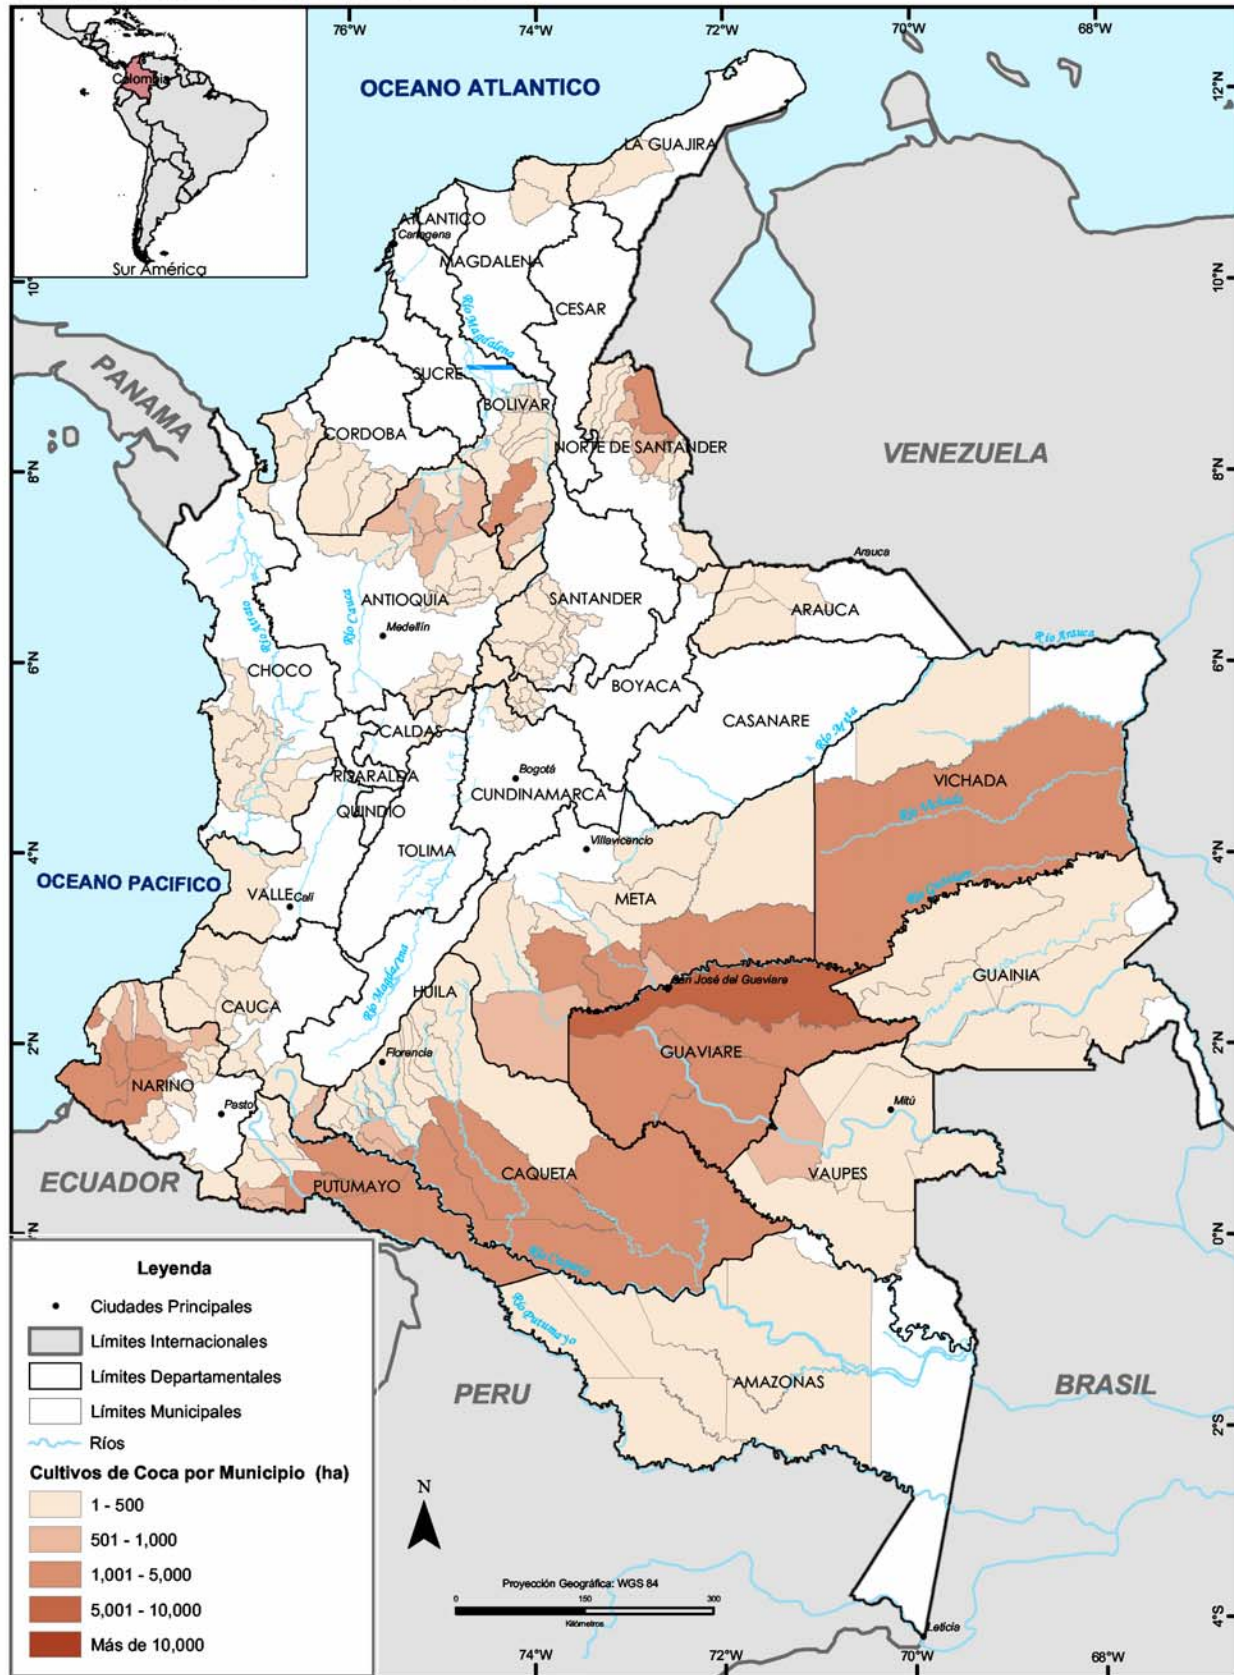 76°W
74°W
72°W
70°W
68°W
Colombia
Sur América
OCEANO ATLANTICO
12°N
LA GUAJIRA
ATLANTICO
Cartagena
MAGDALENA
10°
10°N
CESAR
Río Magdalena
PANAMA
SUCRE
BOLIVAR
CORDOBA
NORTE DE SANTANDER
VENEZUELA
8°N
8°N
Arauca
ANTIOQUIA
SANTANDER
ARAUCA
Río Cauca
Medellín
Río Atrato
Río Arauca
6°N
6°N
CHOCO
BOYACA
CASANARE
CALDAS
Río Meta
RISARALDA
Bogotá
VICHADA
CUNDINAMARCA
QUINDIO
Río Vichada
Villavicencio
TOLIMA
4°N
4°N
OCEANO PACIFICO
VALLE
Cali
META
Río Magdalena
San José del Guaviare
GUAINIA
HUILA
CAUCA
2°N
2°N
GUAVIARE
Florencia
NARIÑO
Mitú
Pasto
ECUADOR
PUTUMAYO
CAQUETA
VAUPES
0°N
°N
Río Caquetá
Río Putumayo
PERU
AMAZONAS
BRASIL
2°S
4°S
Leticia
Leyenda
Ciudades Principales
Límites Internacionales
Límites Departamentales
Límites Municipales
Ríos
Cultivos de Coca por Municipio (ha)
1 - 500
501 - 1,000
1,001 - 5,000
5,001 - 10,000
Más de 10,000
N
Proyección Geográfica: WGS 84
0 150 300
Kilómetros
74°W
72°W
70°W
68°W